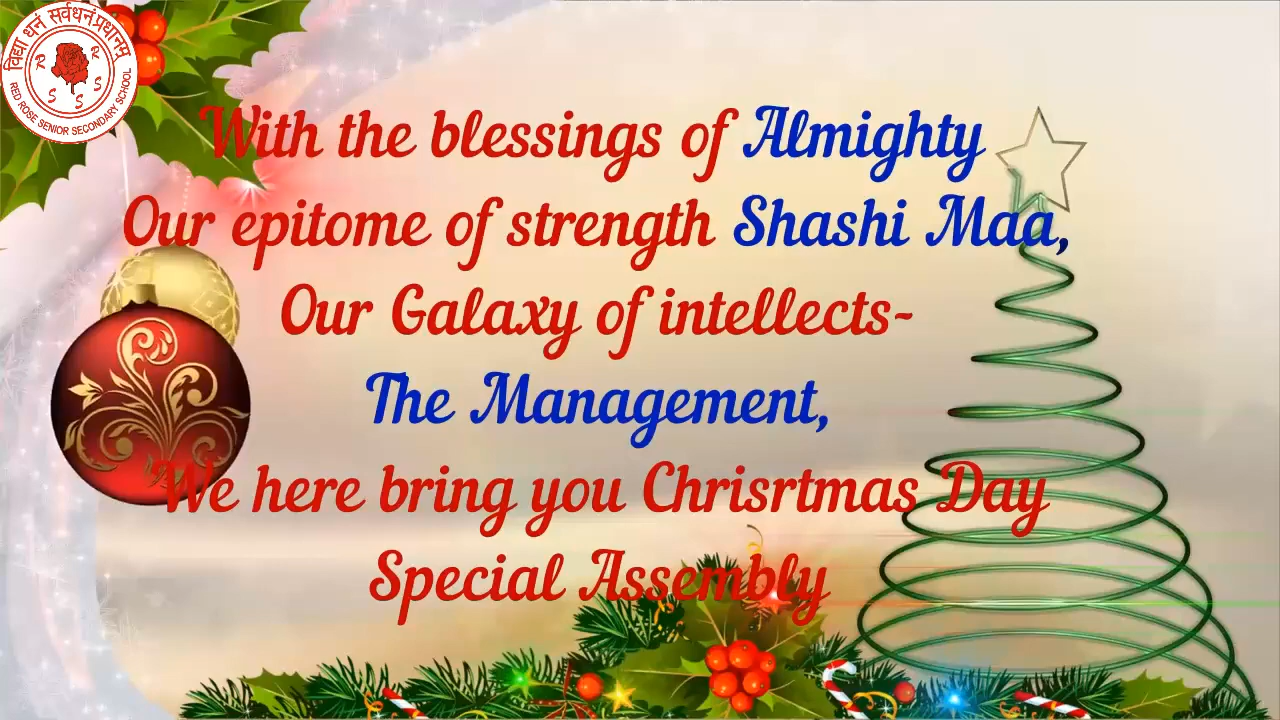 विद्या धनं सर्वधनंप्रधानम्
R R
S S S
RED ROSE SENIOR SECONDARY SCHOOL
With the blessings of Almighty
Our epitome of strength Shashi Maa,
Our Galaxy of intellects-
The Management,
We here bring you Chrisrtmas Day
Special Assembly